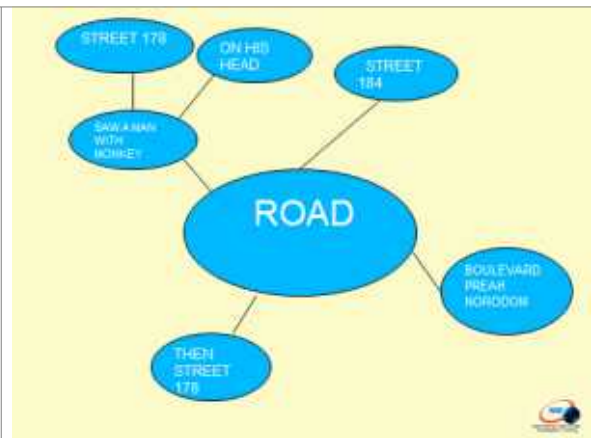 STREET 178
ON HIS
HEAD
STREET
184
SAW A MAN
WITH
MONKEY
ROAD
BOULEVARD
PREAH
NORODOM
THEN
STREET
178